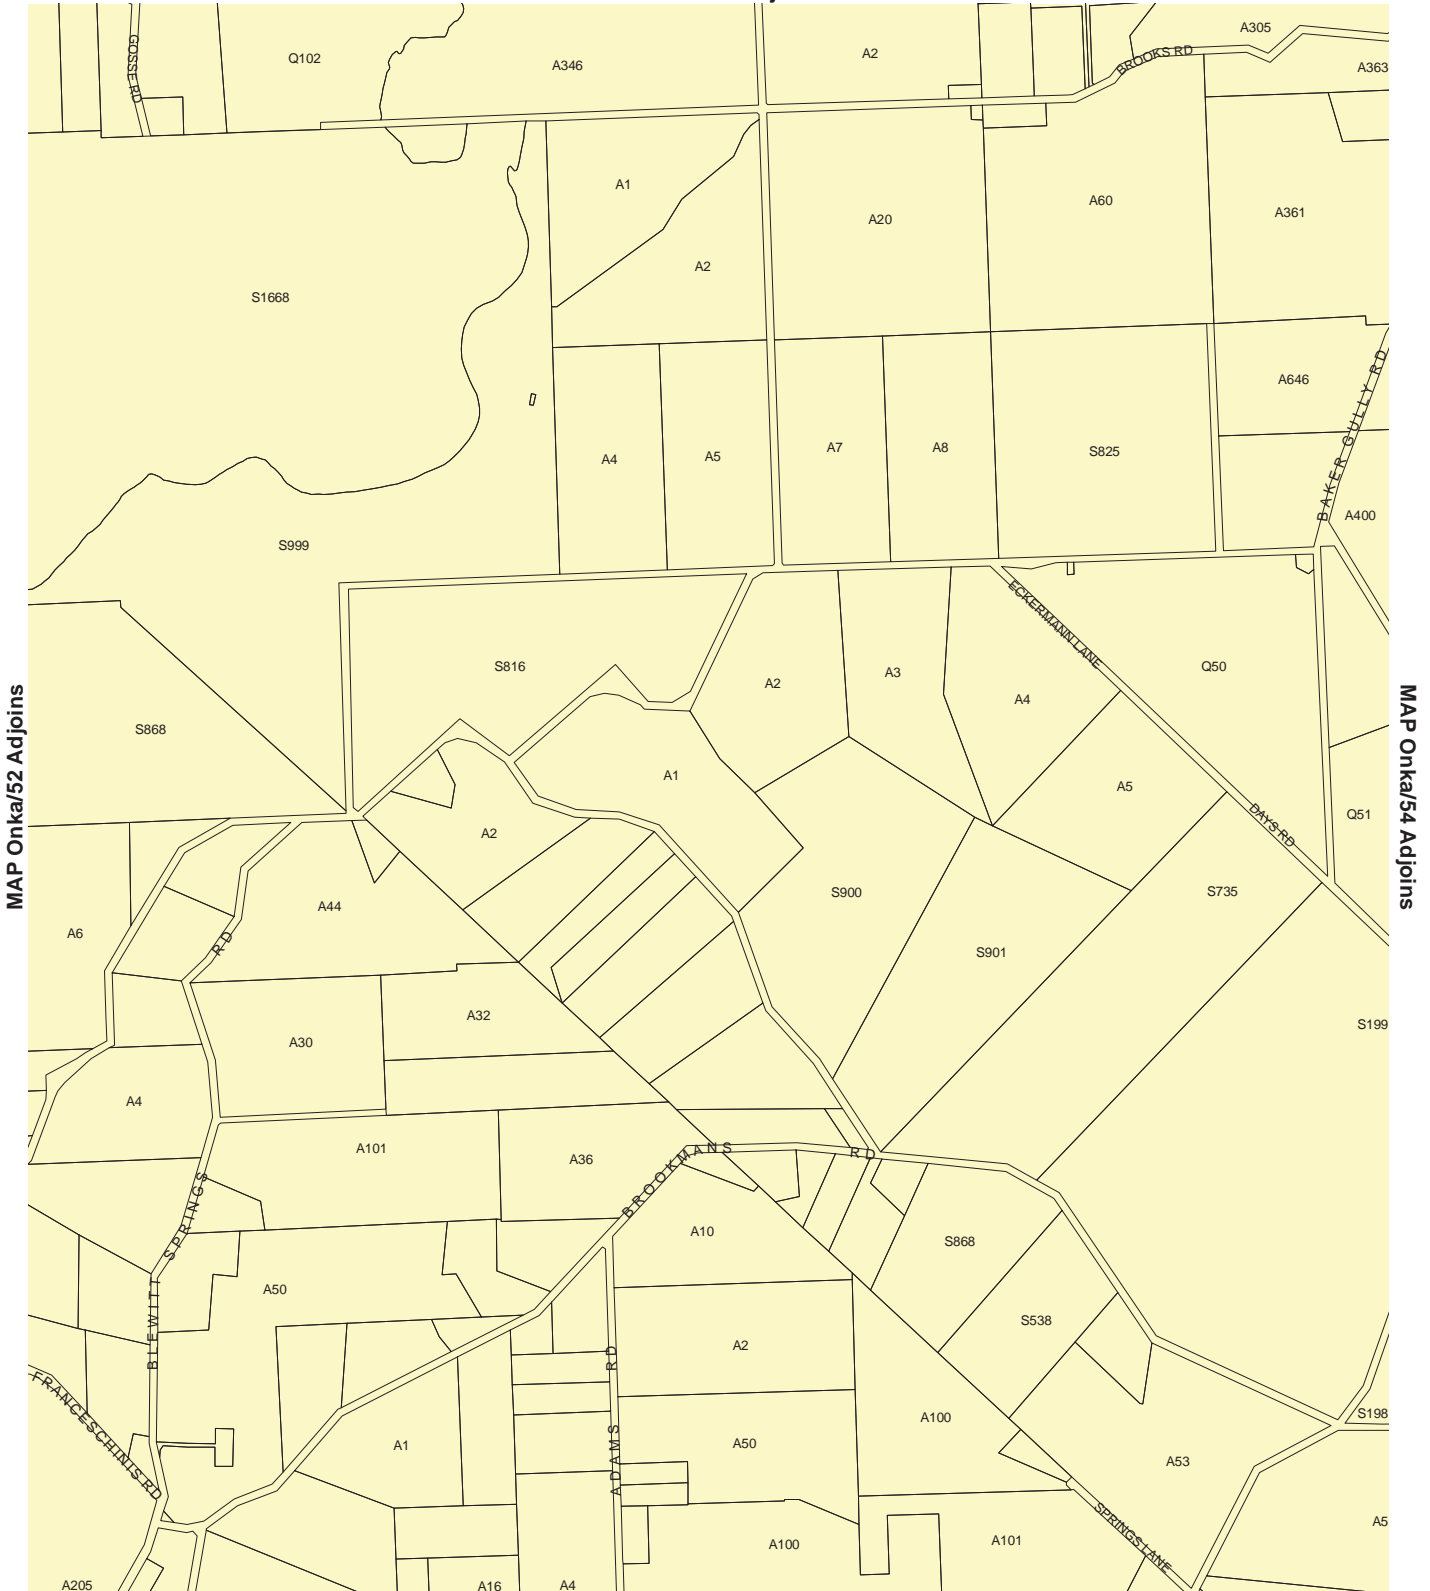 GOSSE RD
Q102
A346
A2
A305
BROOKS RD
A363
A1
A20
A60
A361
A2
S1668
A646
BAKER GULLY RD
A4
A5
A7
A8
S825
A400
S999
ECKERMANN LANE
S816
A2
A3
A4
Q50
MAP Onka/52 Adjoins
MAP Onka/54 Adjoins
S868
A1
A5
Q51
DAYS RD
A2
S900
S735
A44
A6
RD
S901
A32
A30
S199
A4
A101
A36
BROOKMANS RD
BLEWITT SPRINGS
A10
S868
A50
S538
A2
ADAMS RD
FRANCESCHINIS RD
A1
A50
A100
S198
A53
SPRINGS LANE
A5
A100
A101
A205
A16
A4